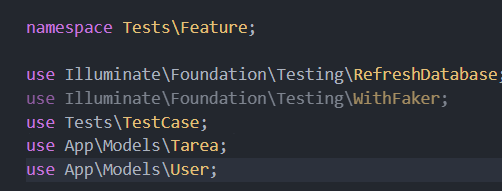 namespace Tests\Feature;
use Illuminate\Foundation\Testing\RefreshDatabase;
use Illuminate\Foundation\Testing\WithFaker;
use Tests\TestCase;
use App\Models\Tarea;
use App\Models\User;